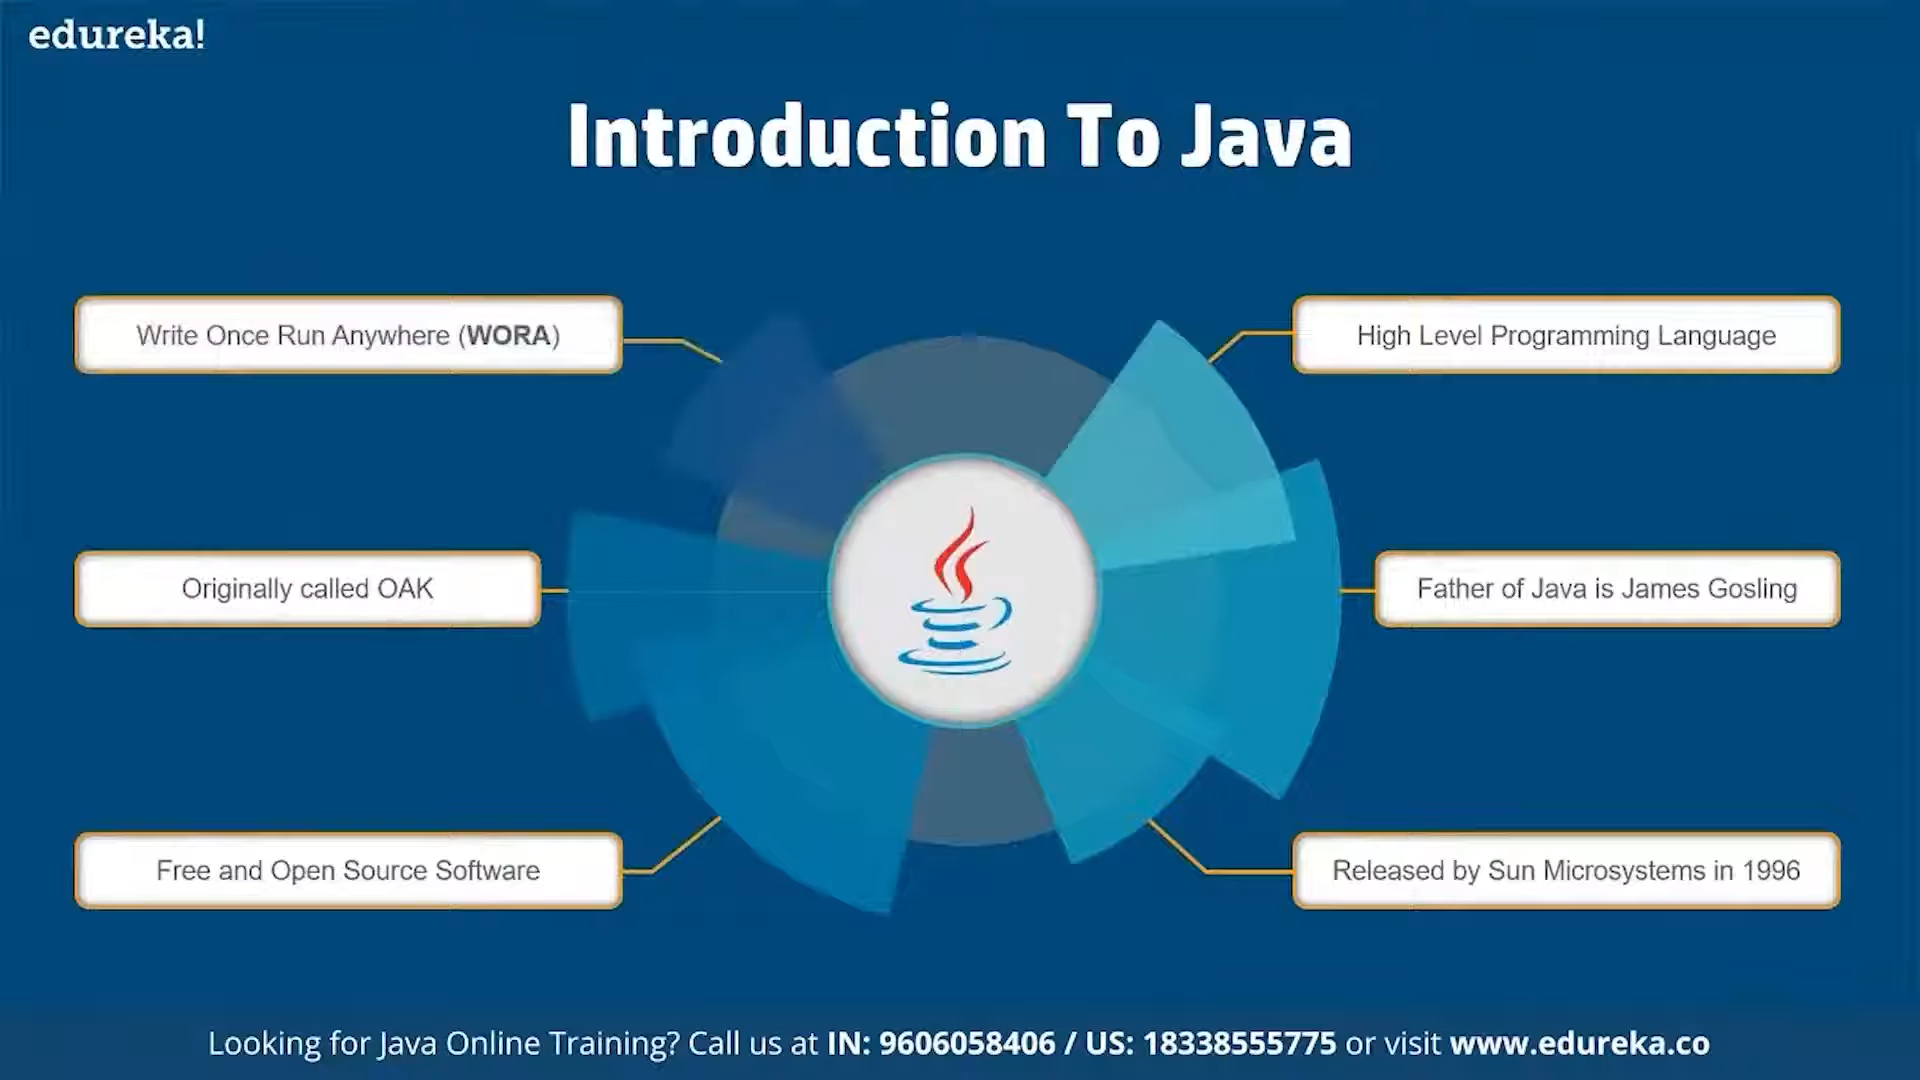 edureka!
Introduction To Java
Write Once Run Anywhere (WORA)
High Level Programming Language
Originally called OAK
Father of Java is James Gosling
Free and Open Source Software
Released by Sun Microsystems in 1996
Looking for Java Online Training? Call us at IN: 9606058406 / US: 18338555775 or visit www.edureka.co